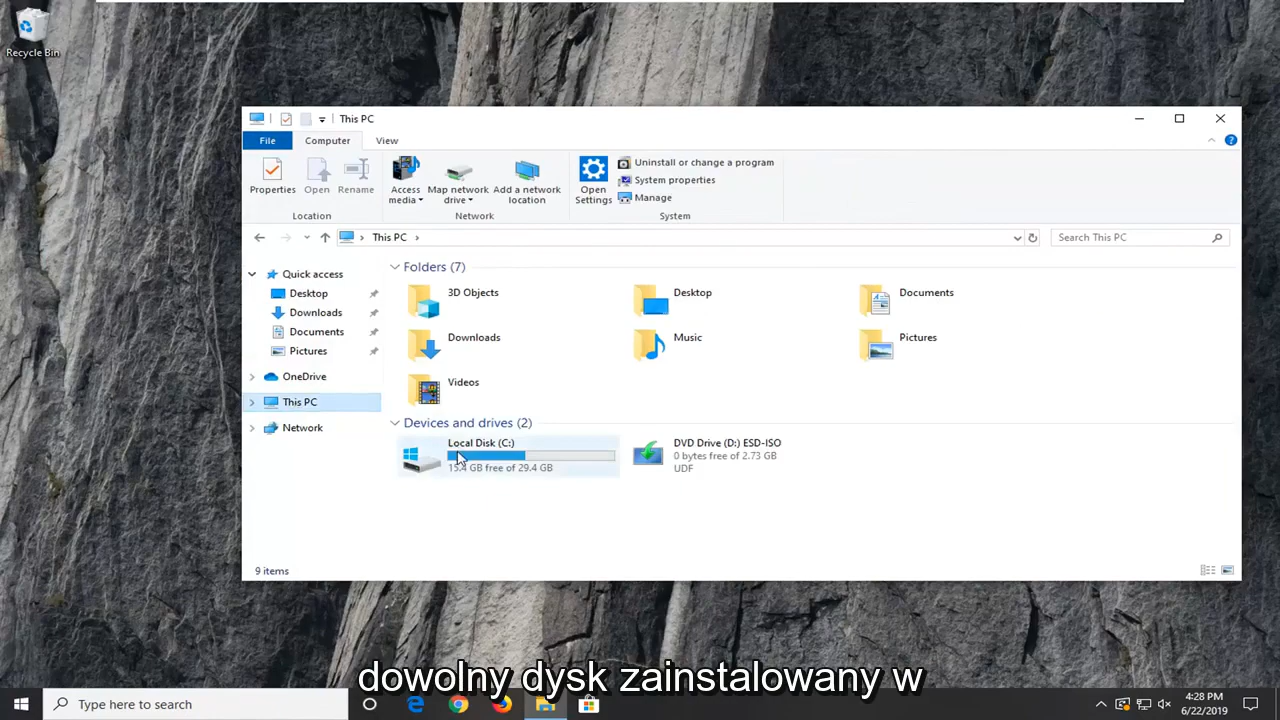 Recycle Bin
This PC
File
Computer
View
Properties
Open
Rename
Access media
Map network drive
Add a network location
Open Settings
Uninstall or change a program
System properties
Manage
Location
Network
System
This PC
Search This PC
Quick access
Desktop
Downloads
Documents
Pictures
OneDrive
This PC
Network
Folders (7)
3D Objects
Desktop
Documents
Downloads
Music
Pictures
Videos
Devices and drives (2)
Local Disk (C:)
15.4 GB free of 29.4 GB
DVD Drive (D:) ESD-ISO
0 bytes free of 2.73 GB
UDF
9 items
dowolny dysk zainstalowany w
Type here to search
4:28 PM
6/22/2019